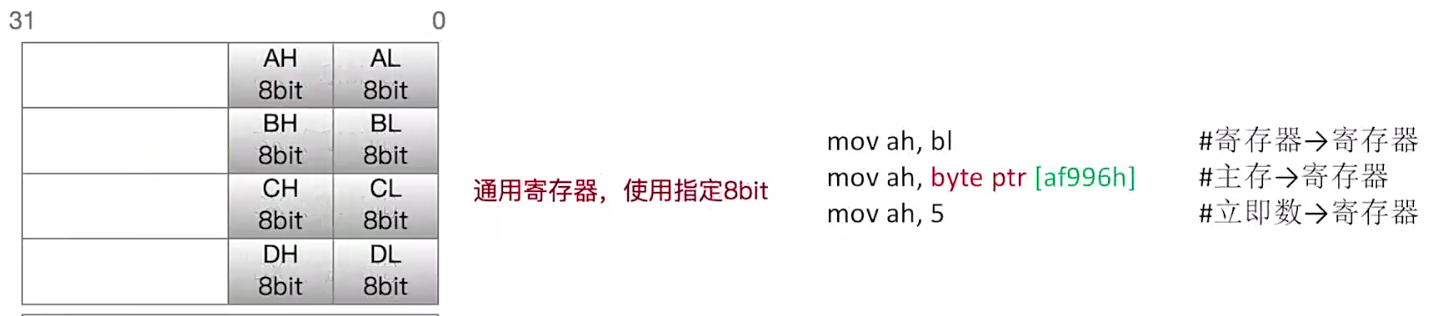 31 0
AH AL
8bit 8bit
BH BL
8bit 8bit
CH CL
8bit 8bit
DH DL
8bit 8bit
通用寄存器，使用指定8bit
mov ah, bl #寄存器→寄存器
mov ah, byte ptr [af996h] #主存→寄存器
mov ah, 5 #立即数→寄存器